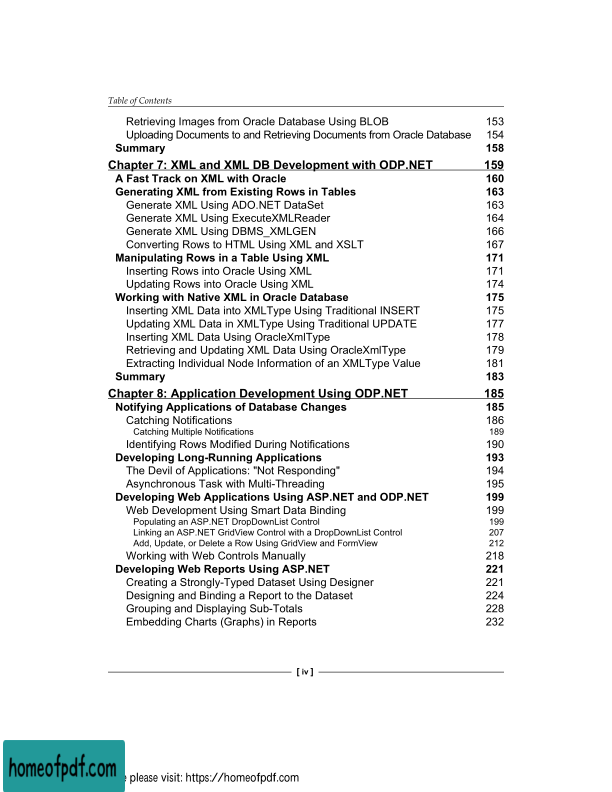 Table of Contents
Retrieving Images from Oracle Database Using BLOB 153
Uploading Documents to and Retrieving Documents from Oracle Database 154
Summary 158
Chapter 7: XML and XML DB Development with ODP.NET 159
A Fast Track on XML with Oracle 160
Generating XML from Existing Rows in Tables 163
Generate XML Using ADO.NET DataSet 163
Generate XML Using ExecuteXMLReader 164
Generate XML Using DBMS_XMLGEN 166
Converting Rows to HTML Using XML and XSLT 167
Manipulating Rows in a Table Using XML 171
Inserting Rows into Oracle Using XML 171
Updating Rows into Oracle Using XML 174
Working with Native XML in Oracle Database 175
Inserting XML Data into XMLType Using Traditional INSERT 175
Updating XML Data in XMLType Using Traditional UPDATE 177
Inserting XML Data Using OracleXmlType 178
Retrieving and Updating XML Data Using OracleXmlType 179
Extracting Individual Node Information of an XMLType Value 181
Summary 183
Chapter 8: Application Development Using ODP.NET 185
Notifying Applications of Database Changes 185
Catching Notifications 186
Catching Multiple Notifications 189
Identifying Rows Modified During Notifications 190
Developing Long-Running Applications 193
The Devil of Applications: "Not Responding" 194
Asynchronous Task with Multi-Threading 195
Developing Web Applications Using ASP.NET and ODP.NET 199
Web Development Using Smart Data Binding 199
Populating an ASP.NET DropDownList Control 199
Linking an ASP.NET GridView Control with a DropDownList Control 207
Add, Update, or Delete a Row Using GridView and FormView 212
Working with Web Controls Manually 218
Developing Web Reports Using ASP.NET 221
Creating a Strongly-Typed Dataset Using Designer 221
Designing and Binding a Report to the Dataset 224
Grouping and Displaying Sub-Totals 228
Embedding Charts (Graphs) in Reports 232
[ iv ]
homeofpdf.com
please visit: https://homeofpdf.com